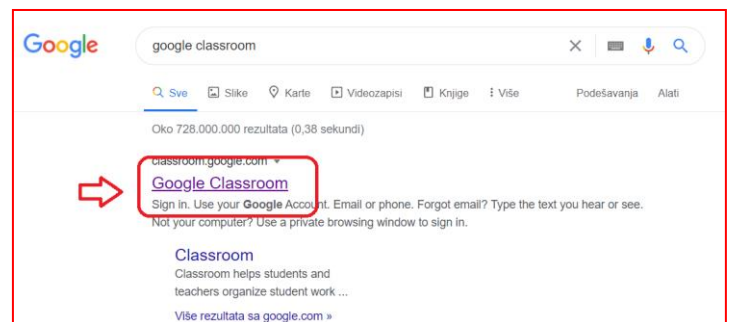 Google
google classroom
Sve Slike Karte Videozapisi Knjige Više Podešavanja Alati
Oko 728.000.000 rezultata (0,38 sekundi)
classroom.google.com
Google Classroom
Sign in. Use your Google Account. Email or phone. Forgot email? Type the text you hear or see.
Not your computer? Use a private browsing window to sign in.
Classroom
Classroom helps students and
teachers organize student work ...
Više rezultata sa google.com »